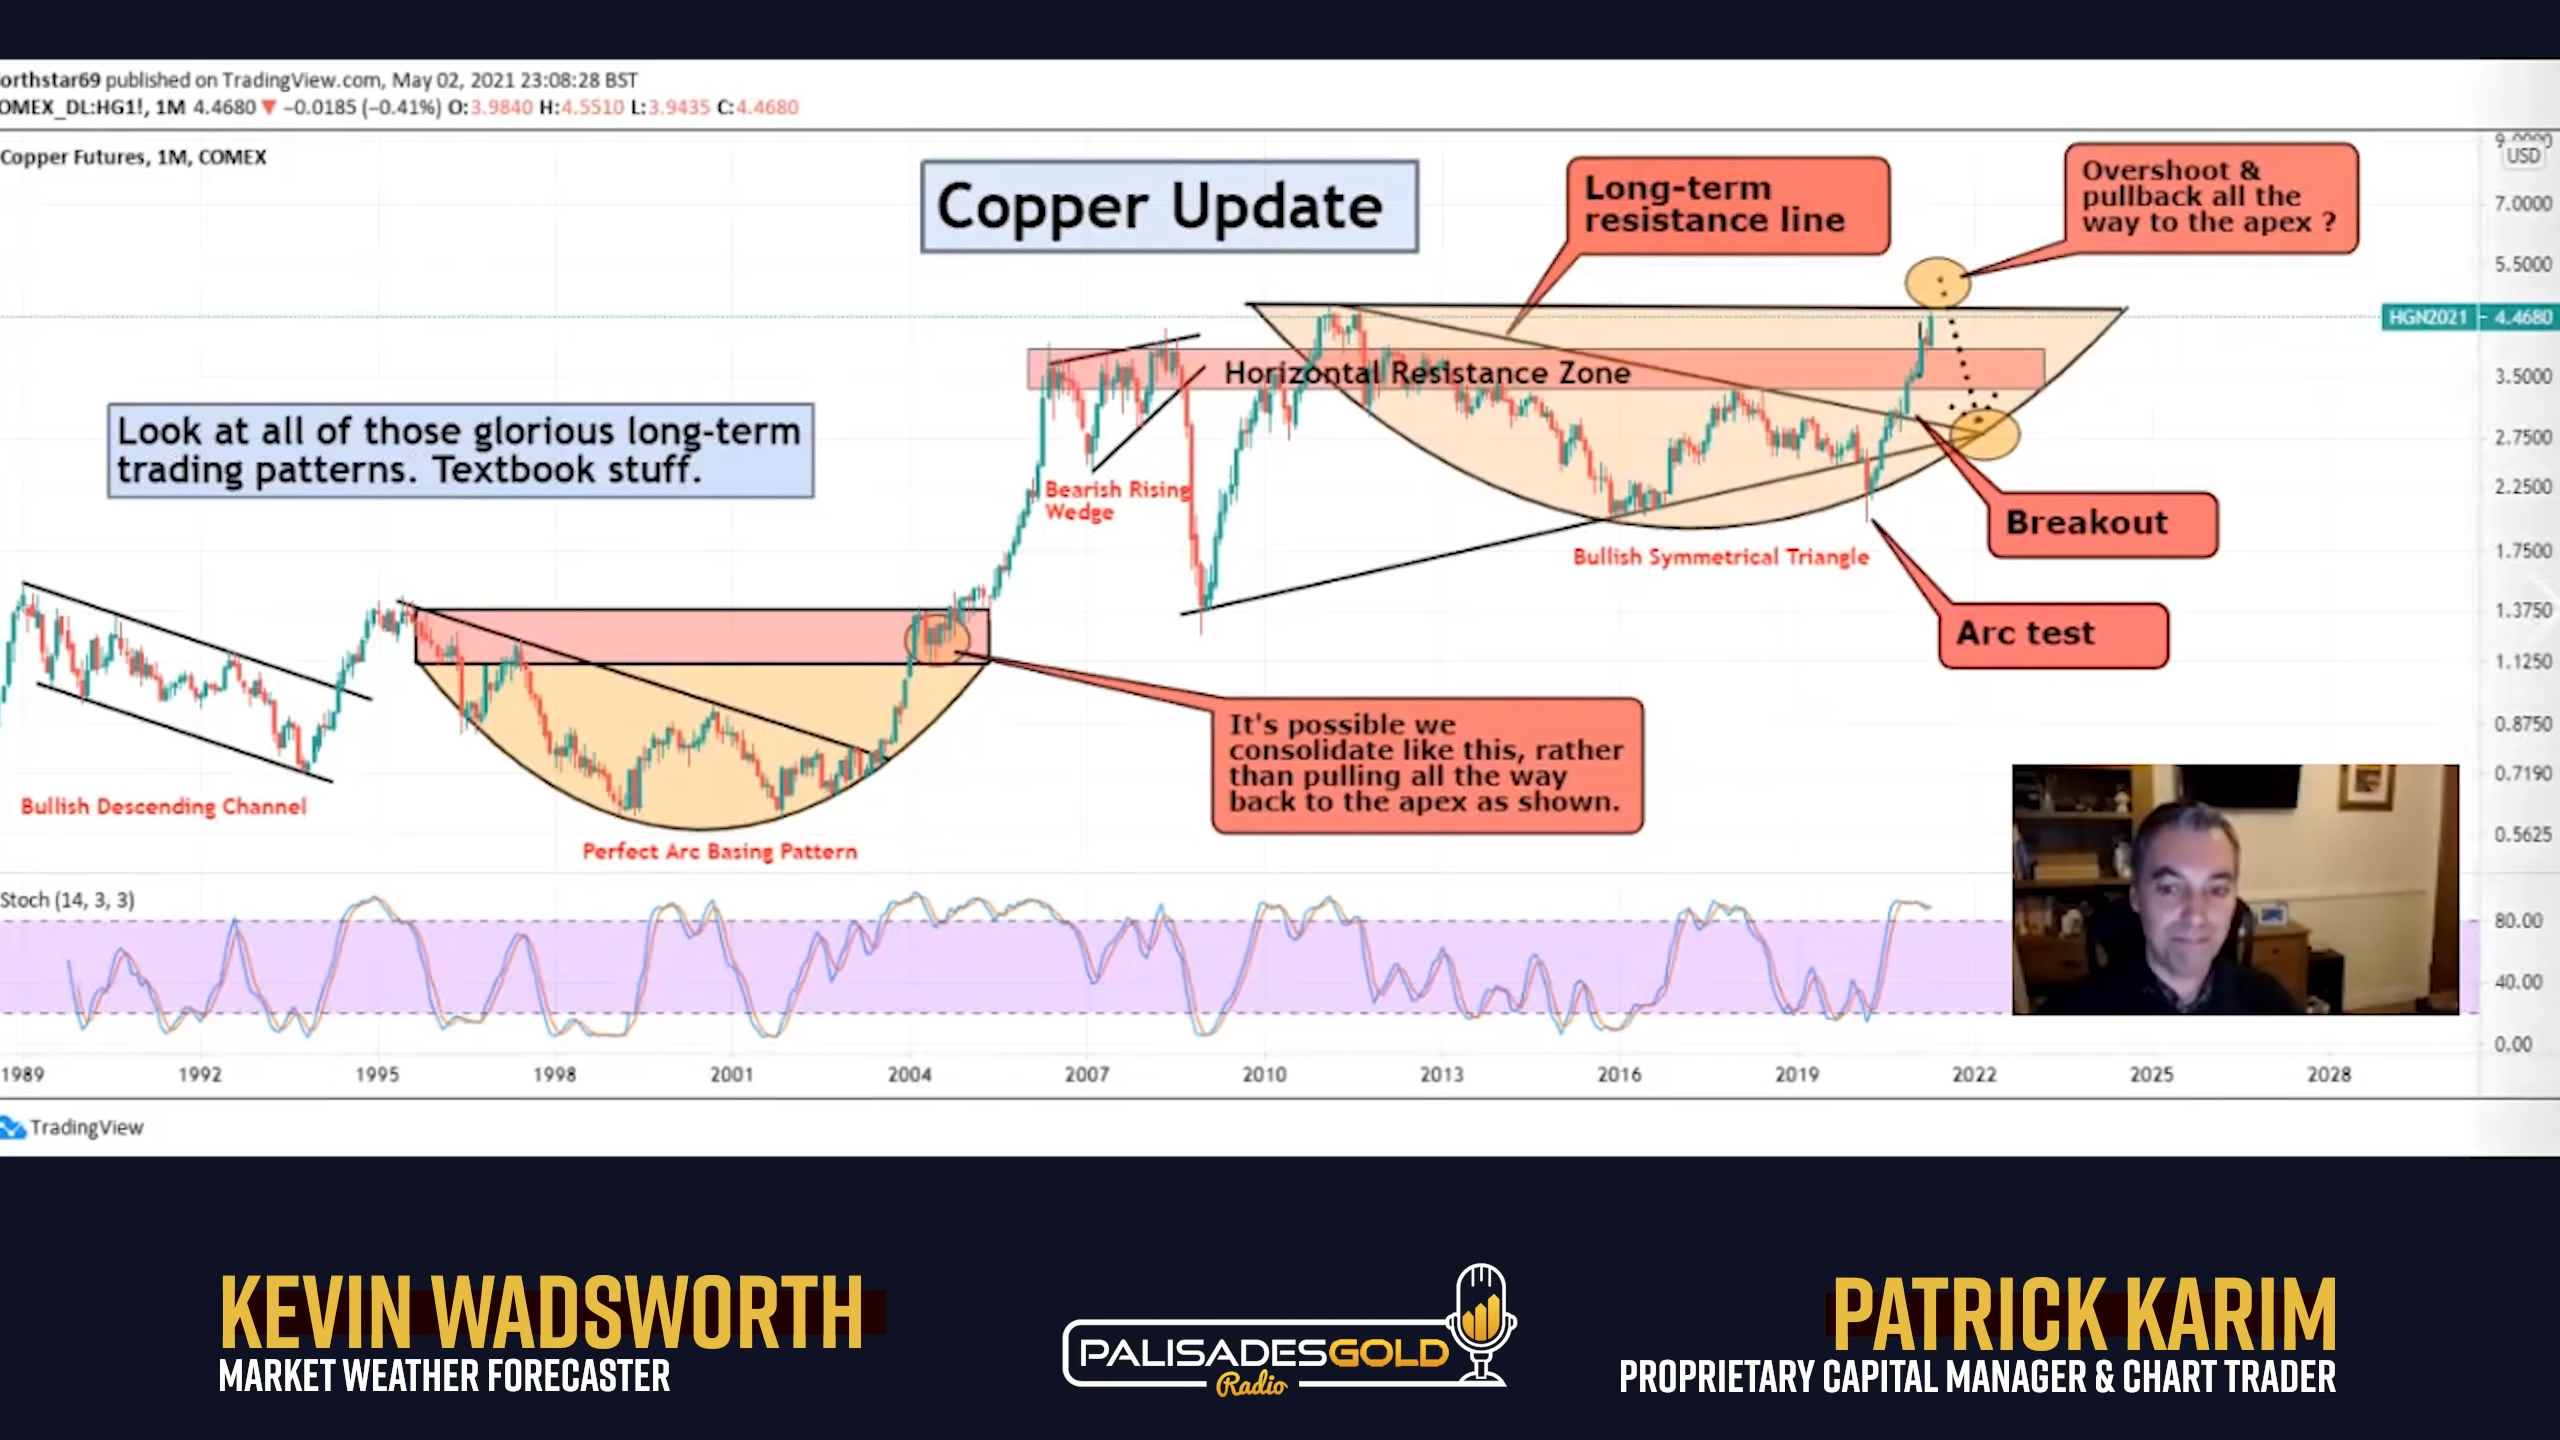 orthstar69 published on TradingView.com, May 02, 2021 23:08:28 BST
OMEX_DL:HG1!, 1M 4.4680 ▼ −0.0185 (−0.41%) O:3.9840 H:4.5510 L:3.9435 C:4.4680
Copper Futures, 1M, COMEX
Copper Update
Long-term
resistance line
Overshoot &
pullback all the
way to the apex ?
9.0000
USD
7.0000
5.5000
HGN2021
4.4680
3.5000
2.7500
2.2500
1.7500
1.3750
1.1250
0.8750
0.7190
0.5625
Horizontal Resistance Zone
Look at all of those glorious long-term
trading patterns. Textbook stuff.
Bearish Rising
Wedge
Breakout
Bullish Symmetrical Triangle
Arc test
It's possible we
consolidate like this, rather
than pulling all the way
back to the apex as shown.
Bullish Descending Channel
Perfect Arc Basing Pattern
Stoch (14, 3, 3)
80.00
40.00
0.00
1989 1992 1995 1998 2001 2004 2007 2010 2013 2016 2019 2022 2025 2028
TradingView
KEVIN WADSWORTH
MARKET WEATHER FORECASTER
PALISADESGOLD
Radio
PATRICK KARIM
PROPRIETARY CAPITAL MANAGER & CHART TRADER